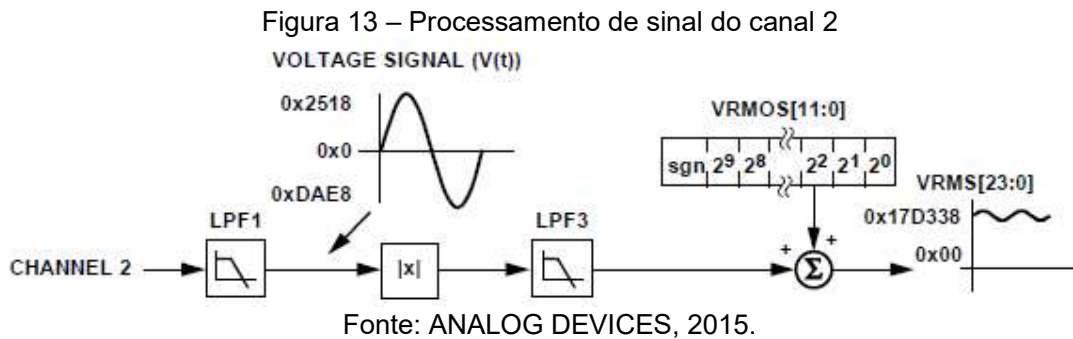 Figura 13 – Processamento de sinal do canal 2
VOLTAGE SIGNAL (V(t))
0x2518
0x0
0xDAE8
VRMOS[11:0]
sgn 2⁹ 2⁸ 2² 2¹ 2⁰
VRMS[23:0]
0x17D338
0x00
LPF1
LPF3
CHANNEL 2
|x|
+ +
Σ
Fonte: ANALOG DEVICES, 2015.